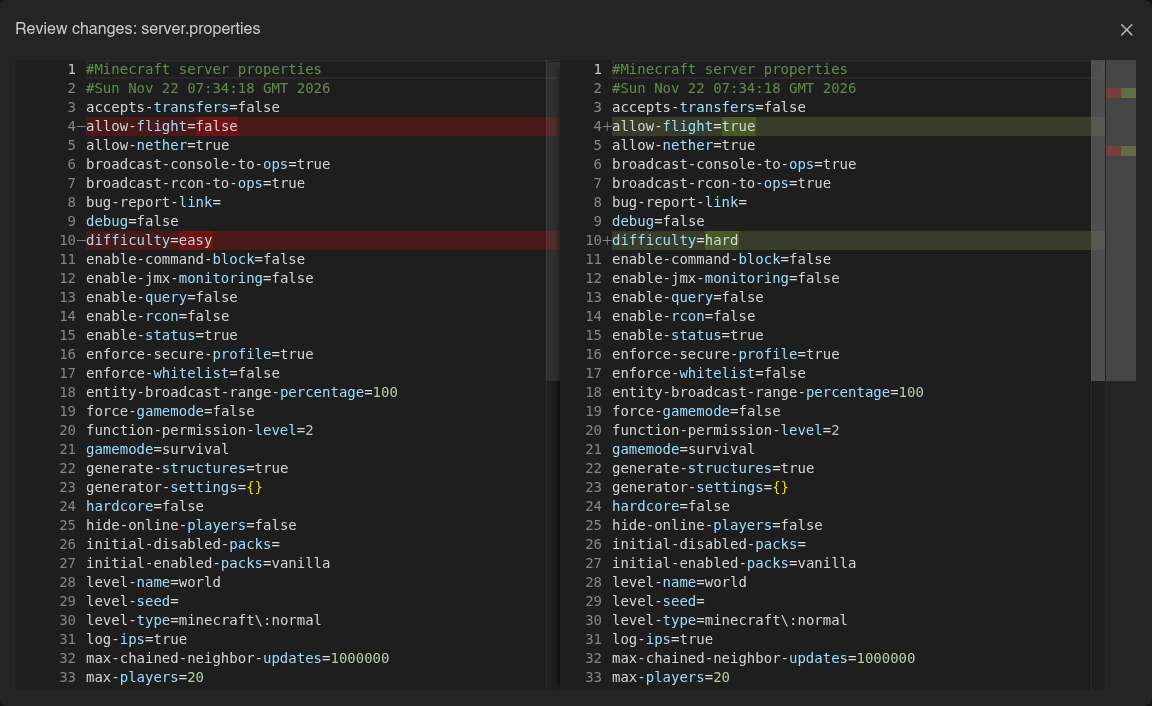 Review changes: server.properties
1 #Minecraft server properties
2 #Sun Nov 22 07:34:18 GMT 2026
3 accepts-transfers=false
4— allow-flight=false
5 allow-nether=true
6 broadcast-console-to-ops=true
7 broadcast-rcon-to-ops=true
8 bug-report-link=
9 debug=false
10— difficulty=easy
11 enable-command-block=false
12 enable-jmx-monitoring=false
13 enable-query=false
14 enable-rcon=false
15 enable-status=true
16 enforce-secure-profile=true
17 enforce-whitelist=false
18 entity-broadcast-range-percentage=100
19 force-gamemode=false
20 function-permission-level=2
21 gamemode=survival
22 generate-structures=true
23 generator-settings={}
24 hardcore=false
25 hide-online-players=false
26 initial-disabled-packs=
27 initial-enabled-packs=vanilla
28 level-name=world
29 level-seed=
30 level-type=minecraft\:normal
31 log-ips=true
32 max-chained-neighbor-updates=1000000
33 max-players=20
1 #Minecraft server properties
2 #Sun Nov 22 07:34:18 GMT 2026
3 accepts-transfers=false
4+ allow-flight=true
5 allow-nether=true
6 broadcast-console-to-ops=true
7 broadcast-rcon-to-ops=true
8 bug-report-link=
9 debug=false
10+ difficulty=hard
11 enable-command-block=false
12 enable-jmx-monitoring=false
13 enable-query=false
14 enable-rcon=false
15 enable-status=true
16 enforce-secure-profile=true
17 enforce-whitelist=false
18 entity-broadcast-range-percentage=100
19 force-gamemode=false
20 function-permission-level=2
21 gamemode=survival
22 generate-structures=true
23 generator-settings={}
24 hardcore=false
25 hide-online-players=false
26 initial-disabled-packs=
27 initial-enabled-packs=vanilla
28 level-name=world
29 level-seed=
30 level-type=minecraft\:normal
31 log-ips=true
32 max-chained-neighbor-updates=1000000
33 max-players=20